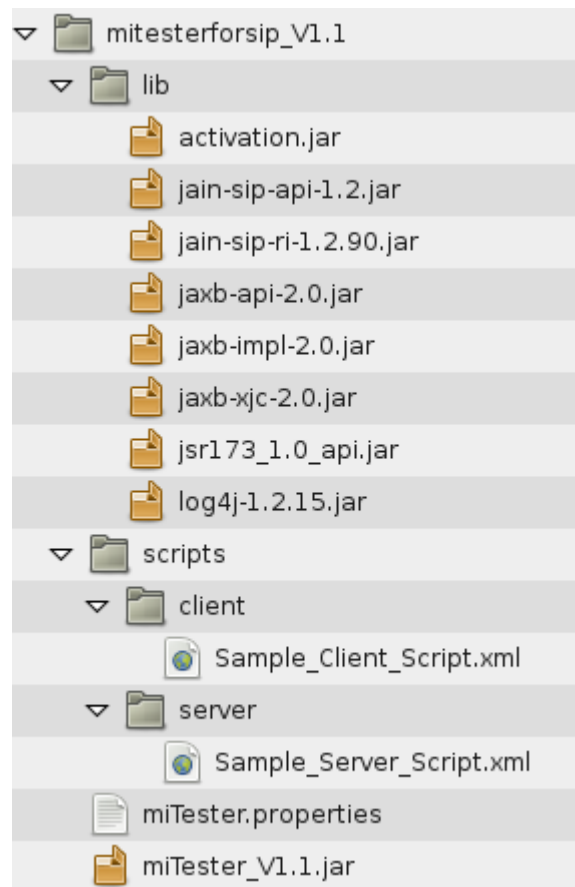 mitesterforsip_V1.1
lib
activation.jar
jain-sip-api-1.2.jar
jain-sip-ri-1.2.90.jar
jaxb-api-2.0.jar
jaxb-impl-2.0.jar
jaxb-xjc-2.0.jar
jsr173_1.0_api.jar
log4j-1.2.15.jar
scripts
client
Sample_Client_Script.xml
server
Sample_Server_Script.xml
miTester.properties
miTester_V1.1.jar